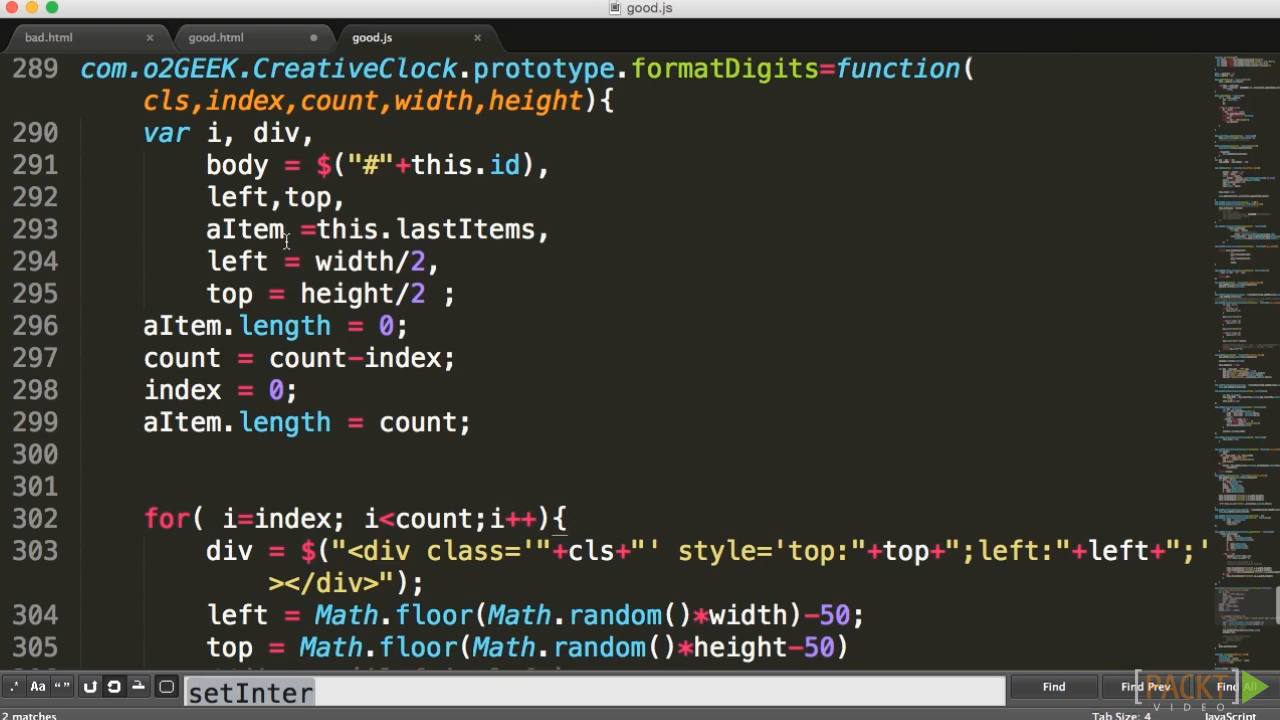 good.js
bad.html × good.html good.js ×
289 com.o2GEEK.CreativeClock.prototype.formatDigits=function(
cls,index,count,width,height){
290 var i, div,
291 body = $("#"+this.id),
292 left,top,
293 aItem =this.lastItems,
294 left = width/2,
295 top = height/2 ;
296 aItem.length = 0;
297 count = count-index;
298 index = 0;
299 aItem.length = count;
300
301
302 for( i=index; i<count;i++){
303 div = $("<div class='"+cls+"' style='top:"+top+";left:"+left+";'
></div>");
304 left = Math.floor(Math.random()*width)-50;
305 top = Math.floor(Math.random()*height-50)
.* Aa “ ” setInter Find Find Prev Find All
[PACKT]
VIDEO
2 matches Tab Size: 4 JavaScript